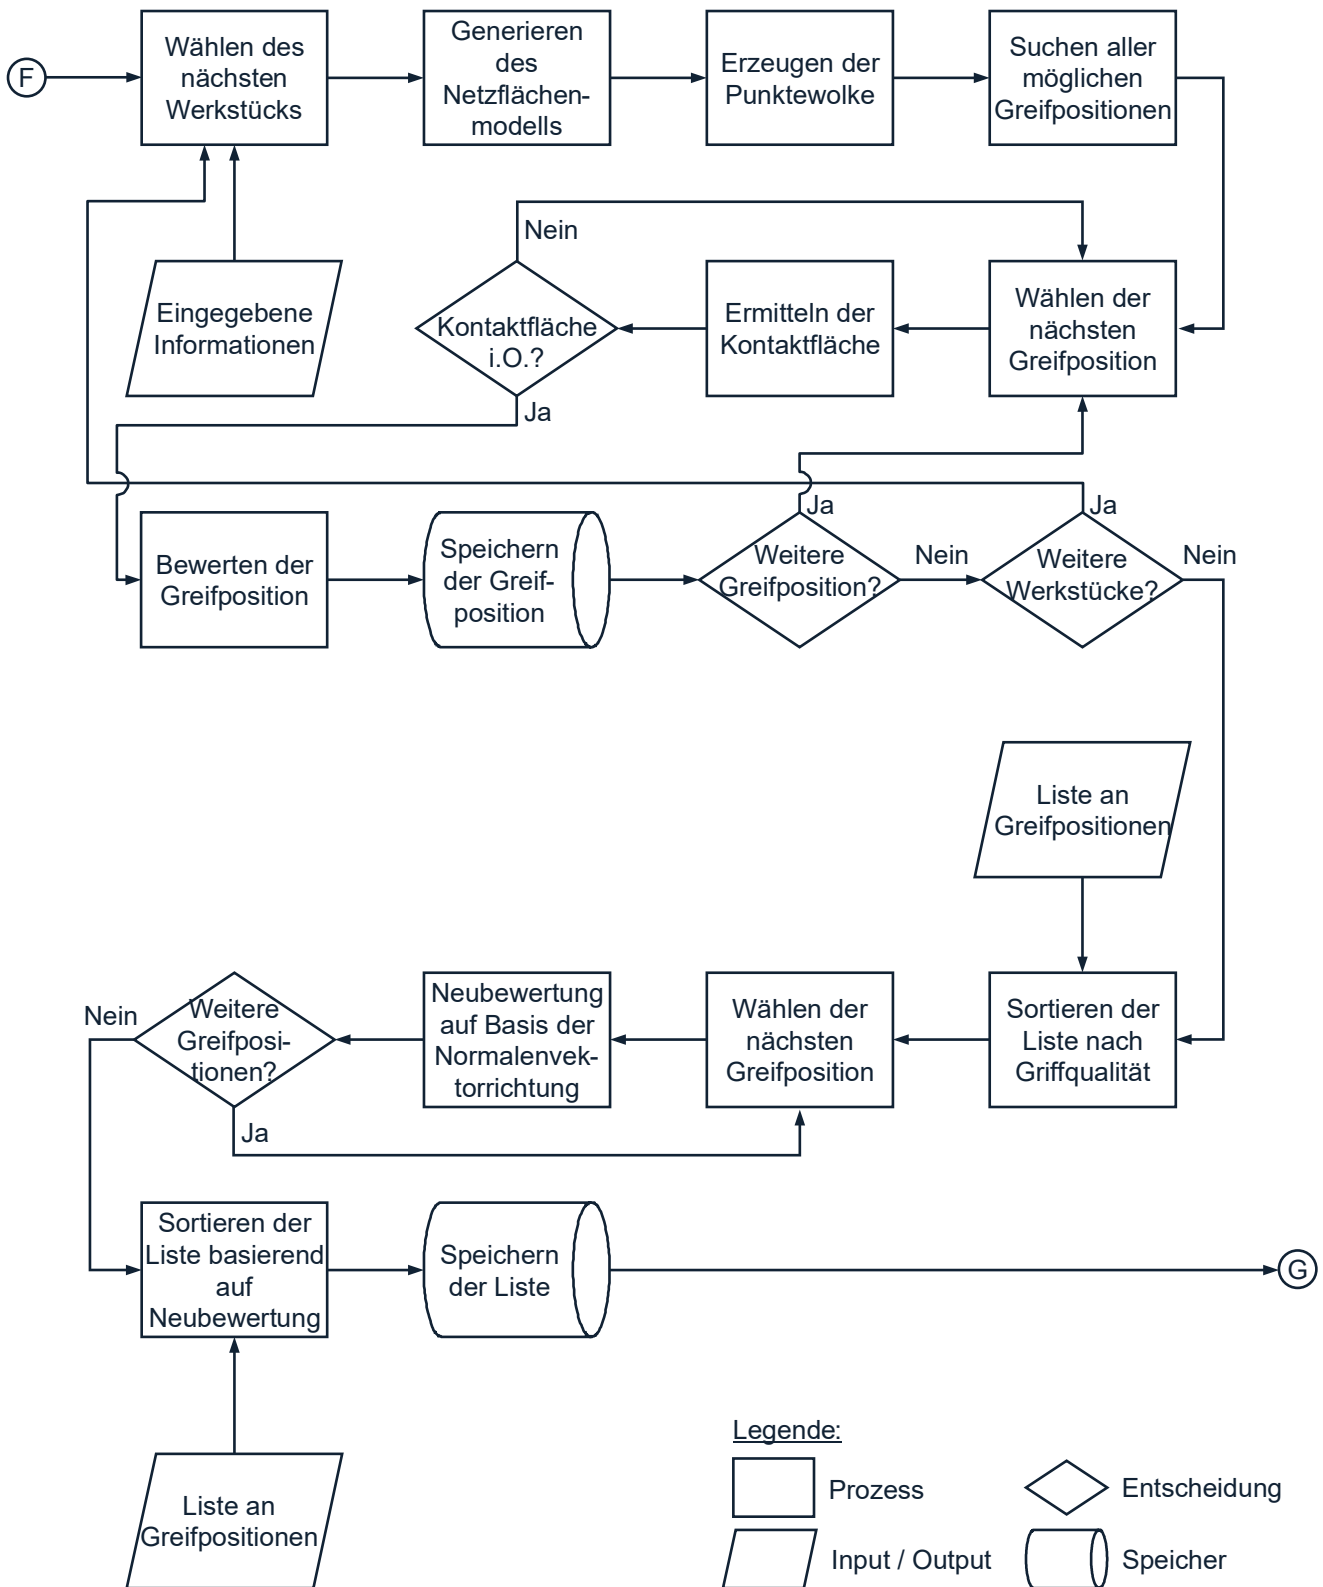 F
Wählen des
nächsten
Werkstücks
Generieren
des
Netzflächen-
modells
Erzeugen der
Punktewolke
Suchen aller
möglichen
Greifpositionen
Eingegebene
Informationen
Nein
Kontaktfläche
i.O.?
Ja
Ermitteln der
Kontaktfläche
Wählen der
nächsten
Greifposition
Bewerten der
Greifposition
Speichern
der Greif-
position
Ja
Weitere
Greifposition?
Nein
Ja
Weitere
Werkstücke?
Nein
Liste an
Greifpositionen
Nein
Weitere
Greifposi-
tionen?
Ja
Neubewertung
auf Basis der
Normalenvek-
torrichtung
Wählen der
nächsten
Greifposition
Sortieren der
Liste nach
Griffqualität
Sortieren der
Liste basierend
auf
Neubewertung
Speichern
der Liste
G
Liste an
Greifpositionen
Legende:
Prozess
Entscheidung
Input / Output
Speicher